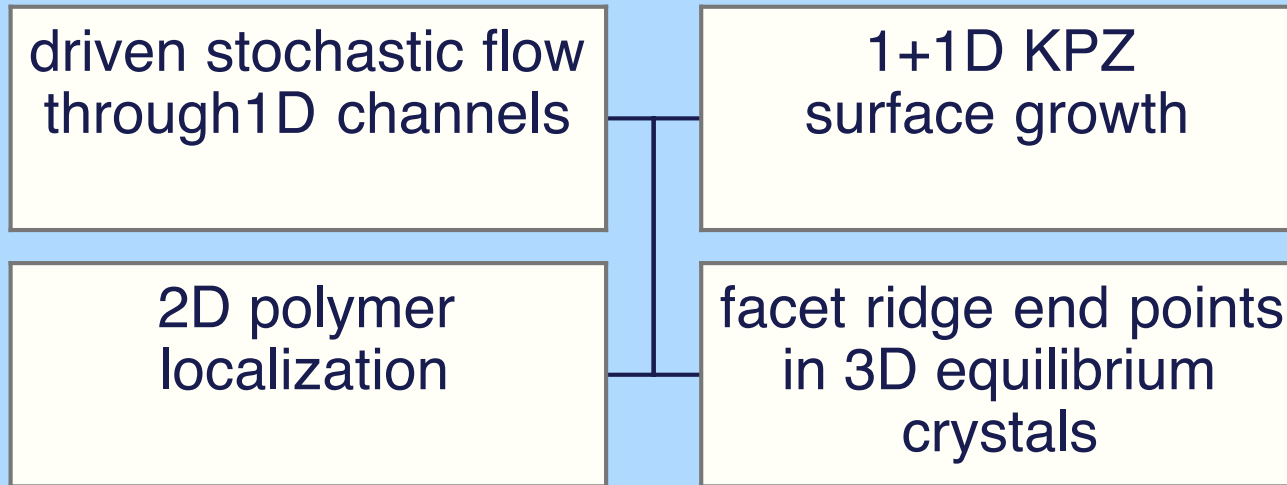 driven stochastic flow
through1D channels
1+1D KPZ
surface growth
2D polymer
localization
facet ridge end points
in 3D equilibrium
crystals